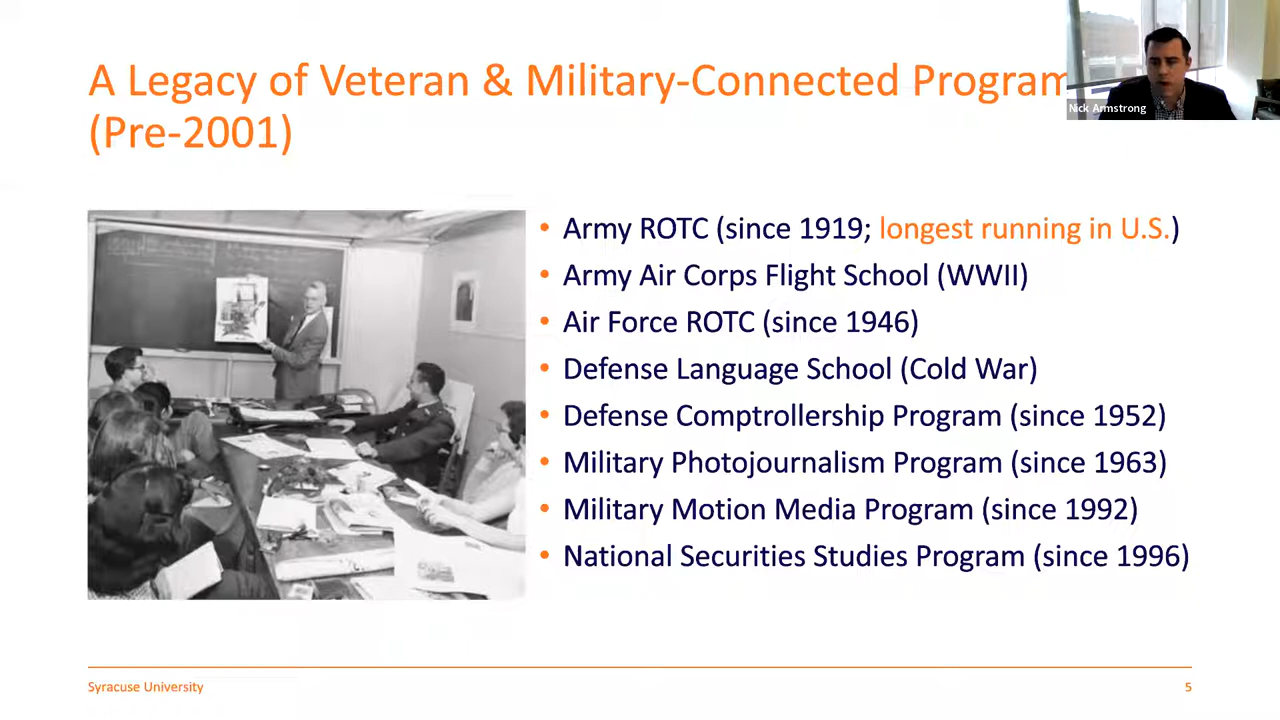 A Legacy of Veteran & Military-Connected Program
(Pre-2001)
Nick Armstrong
• Army ROTC (since 1919; longest running in U.S.)
• Army Air Corps Flight School (WWII)
• Air Force ROTC (since 1946)
• Defense Language School (Cold War)
• Defense Comptrollership Program (since 1952)
• Military Photojournalism Program (since 1963)
• Military Motion Media Program (since 1992)
• National Securities Studies Program (since 1996)
Syracuse University
5